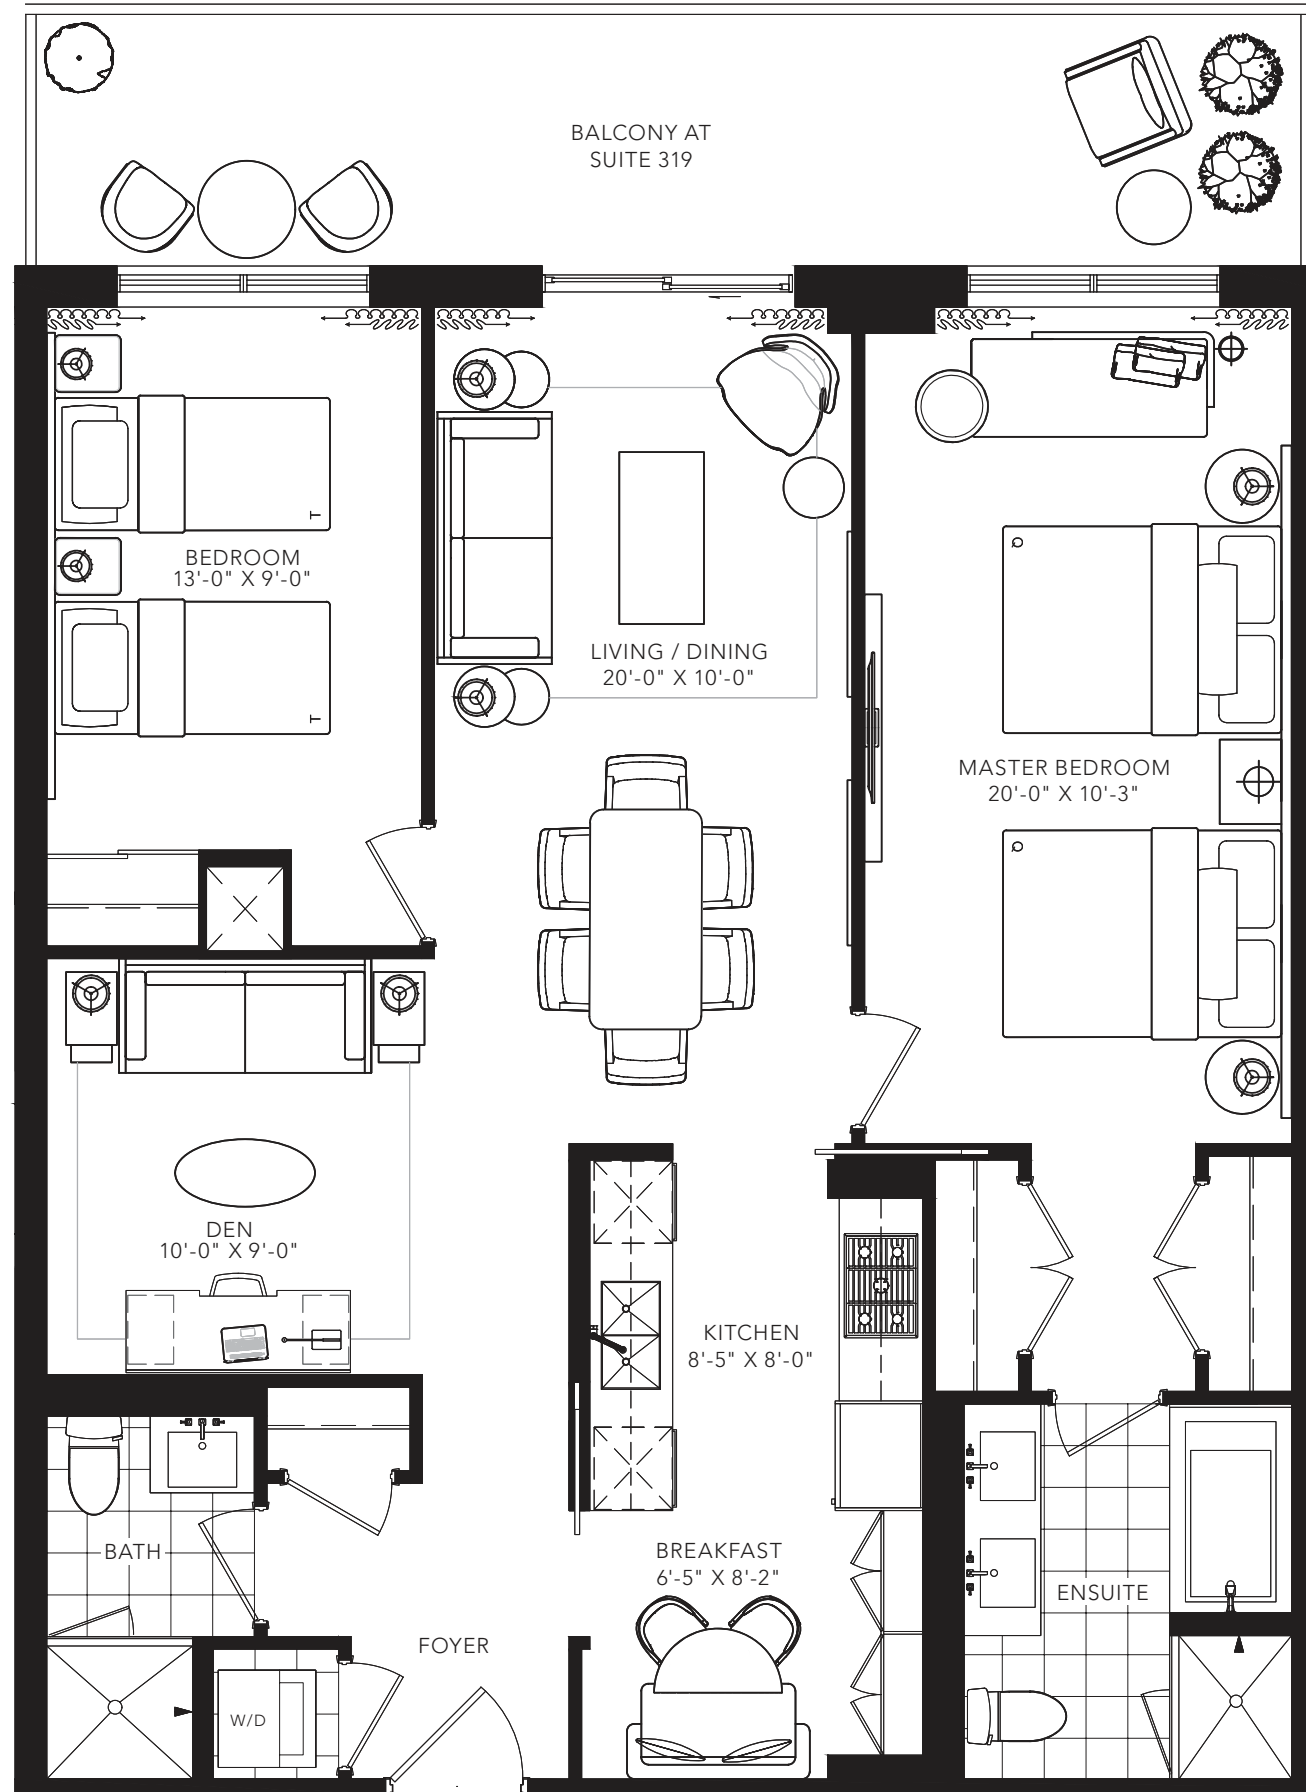 BALCONY AT
SUITE 319
BEDROOM
13'-0" X 9'-0"
T
T
LIVING / DINING
20'-0" X 10'-0"
MASTER BEDROOM
20'-0" X 10'-3"
DEN
10'-0" X 9'-0"
KITCHEN
8'-5" X 8'-0"
BATH
BREAKFAST
6'-5" X 8'-2"
ENSUITE
FOYER
W/D